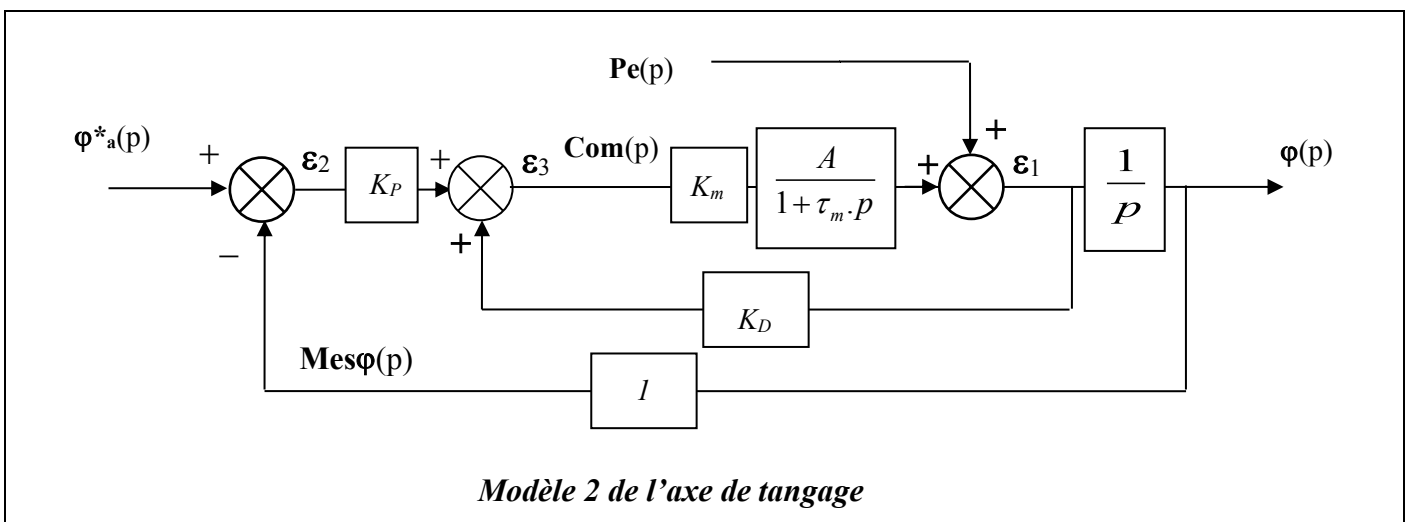 Pe(p)
φ*a(p)
+
ε2
KP
+
ε3
Com(p)
Km
A
1 + τm.p
+
+
ε1
1
p
φ(p)
−
+
KD
Mesφ(p)
1
Modèle 2 de l'axe de tangage